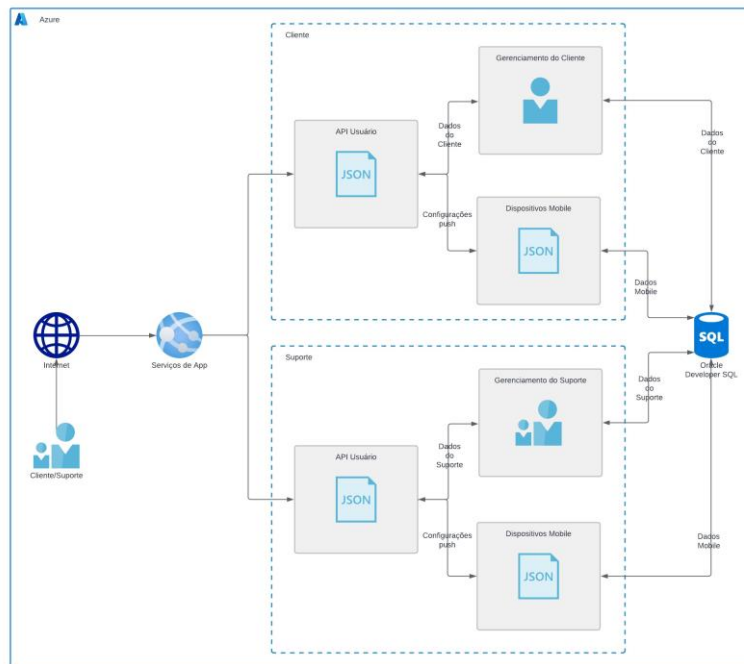 Azure
Cliente
Gerenciamento do Cliente
API Usuário
JSON
Dados
do
Cliente
Dados
do
Cliente
Configurações
push
Dispositivos Mobile
JSON
Dados
Mobile
Internet
Serviços de App
SQL
Oracle
Developer SQL
Cliente/Suporte
Suporte
Gerenciamento do Suporte
Dados
do
Suporte
API Usuário
JSON
Dados
do
Suporte
Configurações
push
Dispositivos Mobile
JSON
Dados
Mobile